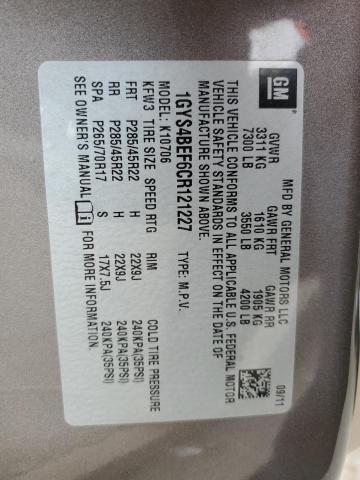 GM
MFD BY GENERAL MOTORS LLC 09/11
GVWR GAWR FRT GAWR RR
3311 KG 1610 KG 1905 KG
7300 LB 3550 LB 4200 LB
THIS VEHICLE CONFORMS TO ALL APPLICABLE U.S. FEDERAL MOTOR
VEHICLE SAFETY STANDARDS IN EFFECT ON THE DATE OF
MANUFACTURE SHOWN ABOVE.
1GYS4BEF6CR121227 TYPE: M.P.V.
MODEL: K10706
KFW3 TIRE SIZE SPEED RTG RIM COLD TIRE PRESSURE
FRT P285/45R22 H 22X9J 240KPA(35PSI)
RR P285/45R22 H 22X9J 240KPA(35PSI)
SPA P265/70R17 S 17X7.5J 240KPA(35PSI)
SEE OWNER'S MANUAL i FOR MORE INFORMATION.